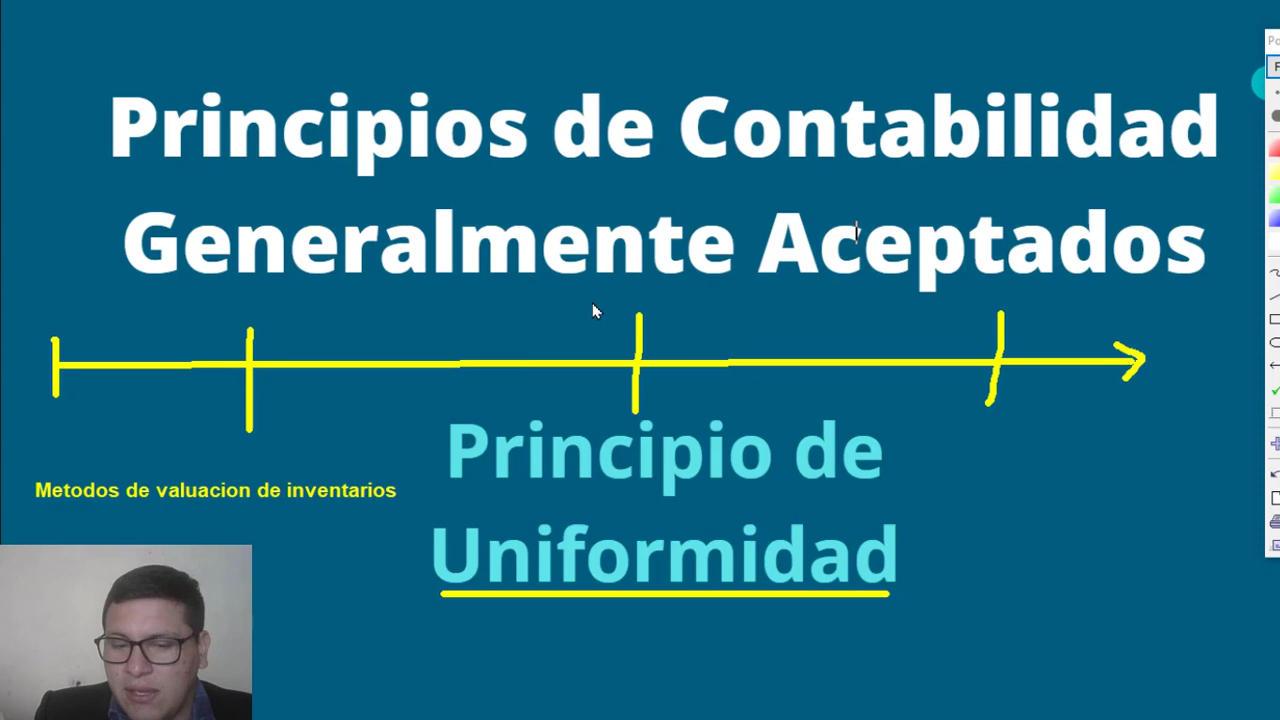 Principios de Contabilidad
Generalmente Aceptados
Principio de
Metodos de valuacion de inventarios
Uniformidad